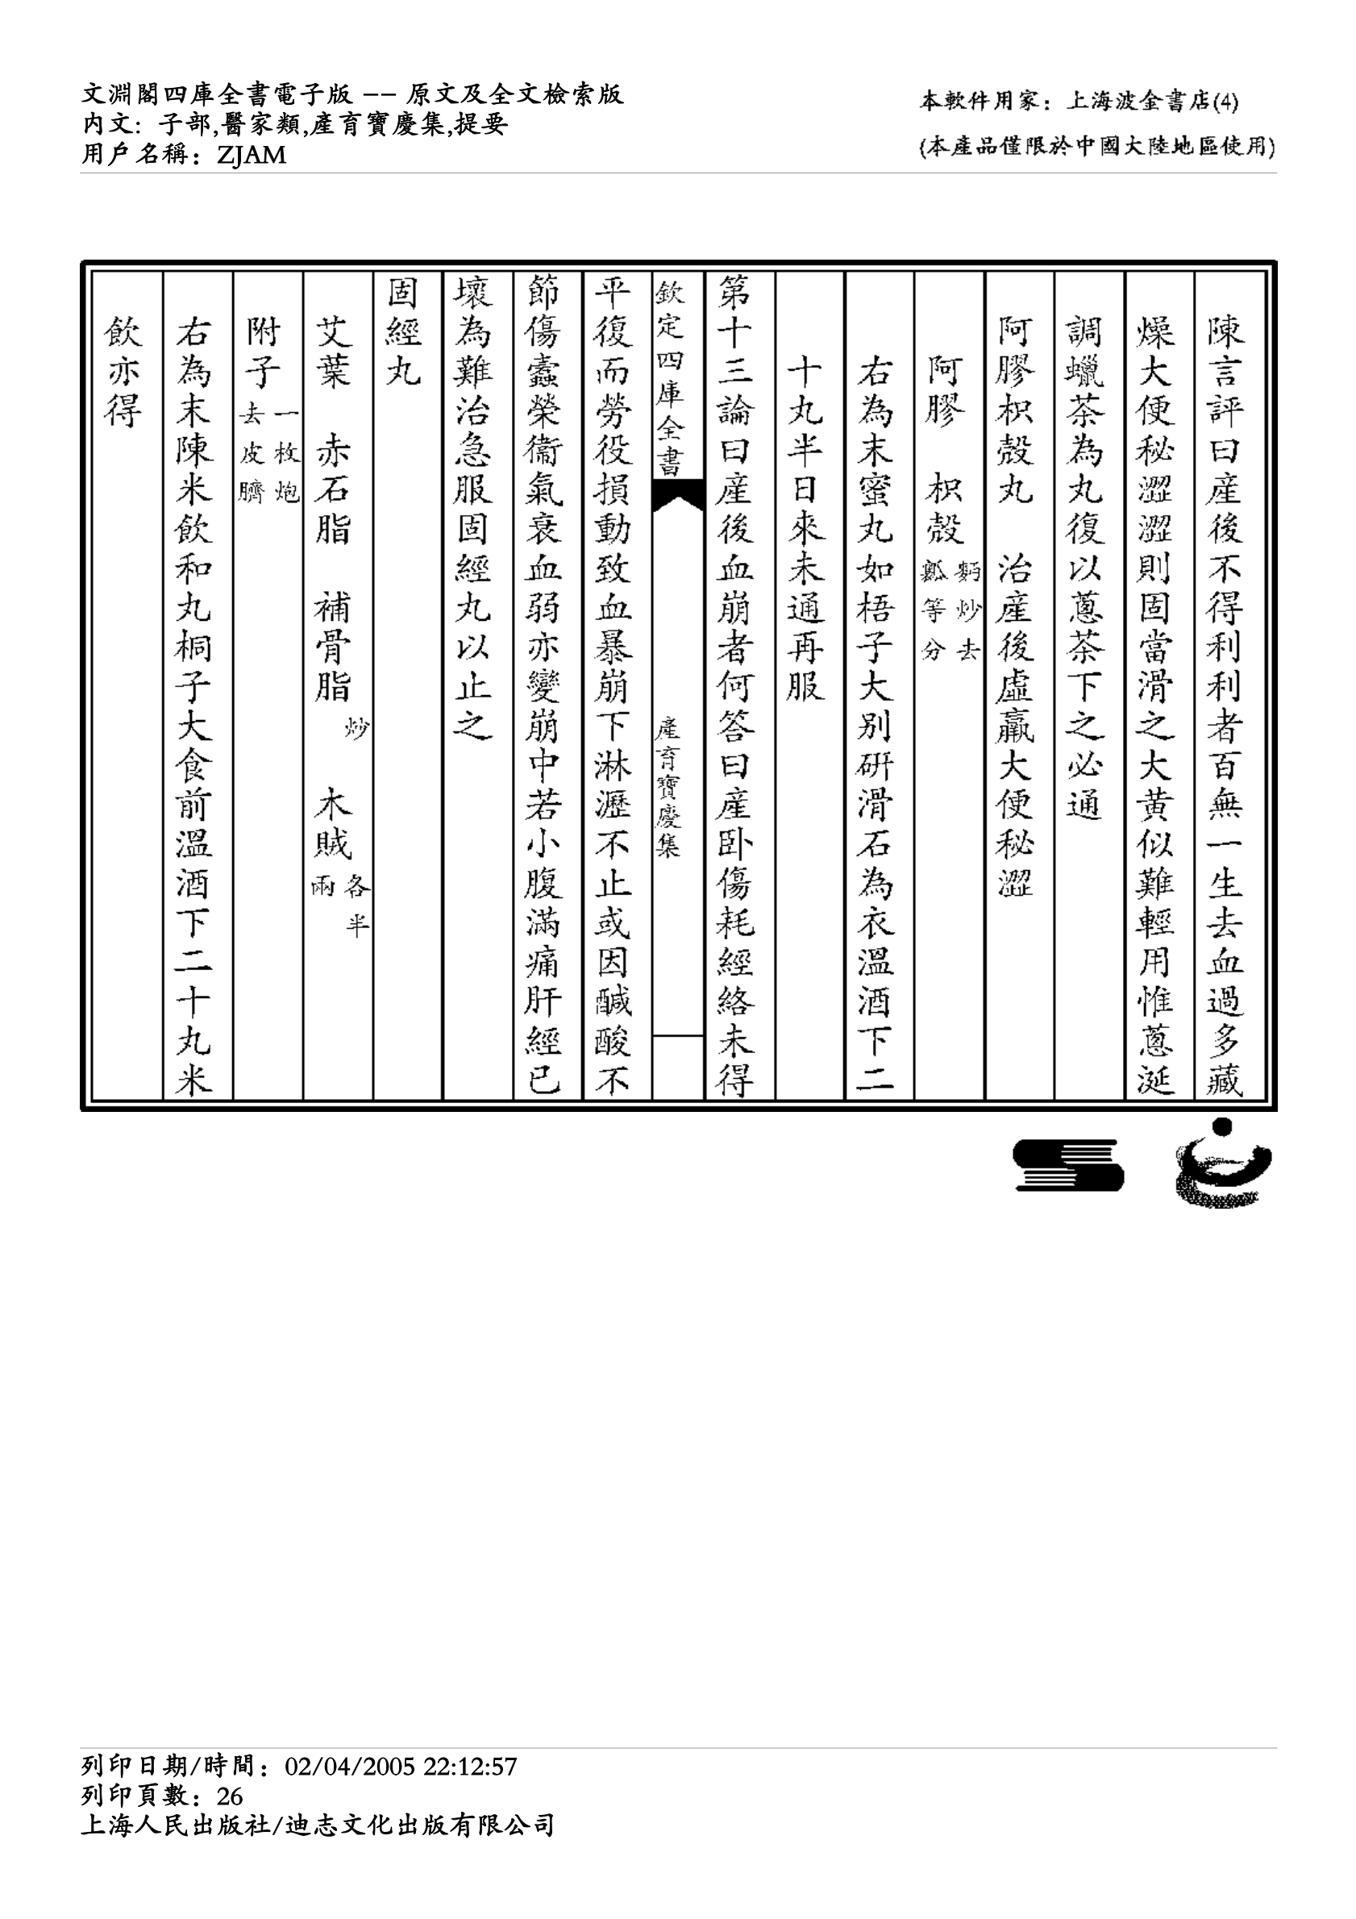 文淵閣四庫全書電子版 −− 原文及全文檢索版
内文：子部,醫家類,產育寶慶集,提要
用戶名稱：ZJAM
本軟件用家：上海波金書店(4)
(本產品僅限於中國大陸地區使用)
陳言評曰産後不得利利者百無一生去血過多藏
燥大便秘澀澀則固當滑之大黄似難輕用惟蔥涎
調蠟茶為丸復以蔥茶下之必通
阿膠枳殼丸　治産後虛羸大便秘澀
阿膠　枳殼麪炒去瓤等分
右為末蜜丸如梧子大别研滑石為衣溫酒下二
十丸半日來未通再服
第十三論曰産後血崩者何答曰産卧傷耗經絡未得
欽定四庫全書
産育寶慶集
平復而勞役損動致血暴崩下淋瀝不止或因鹹酸不
節傷蠧榮衞氣衰血弱亦變崩中若小腹滿痛肝經已
壞為難治急服固經丸以止之
固經丸
艾葉　赤石脂　補骨脂炒　木賊各半兩
附子一枚炮去皮臍
右為末陳米飲和丸桐子大食前溫酒下二十丸米
飲亦得
列印日期/時間：02/04/2005 22:12:57
列印頁數：26
上海人民出版社/迪志文化出版有限公司